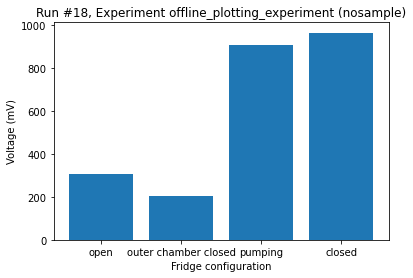 Run #18, Experiment offline_plotting_experiment (nosample)
1000
800
600
400
200
0
Voltage (mV)
open outer chamber closed pumping closed
Fridge configuration